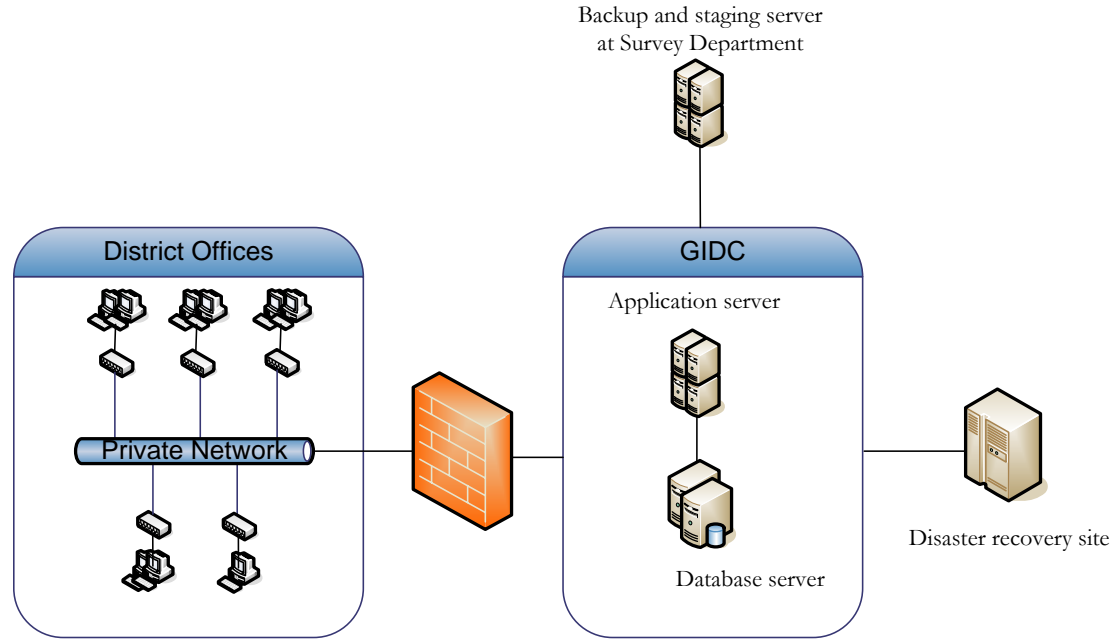 Backup and staging server
at Survey Department
District Offices
GIDC
Application server
Private Network
Disaster recovery site
Database server